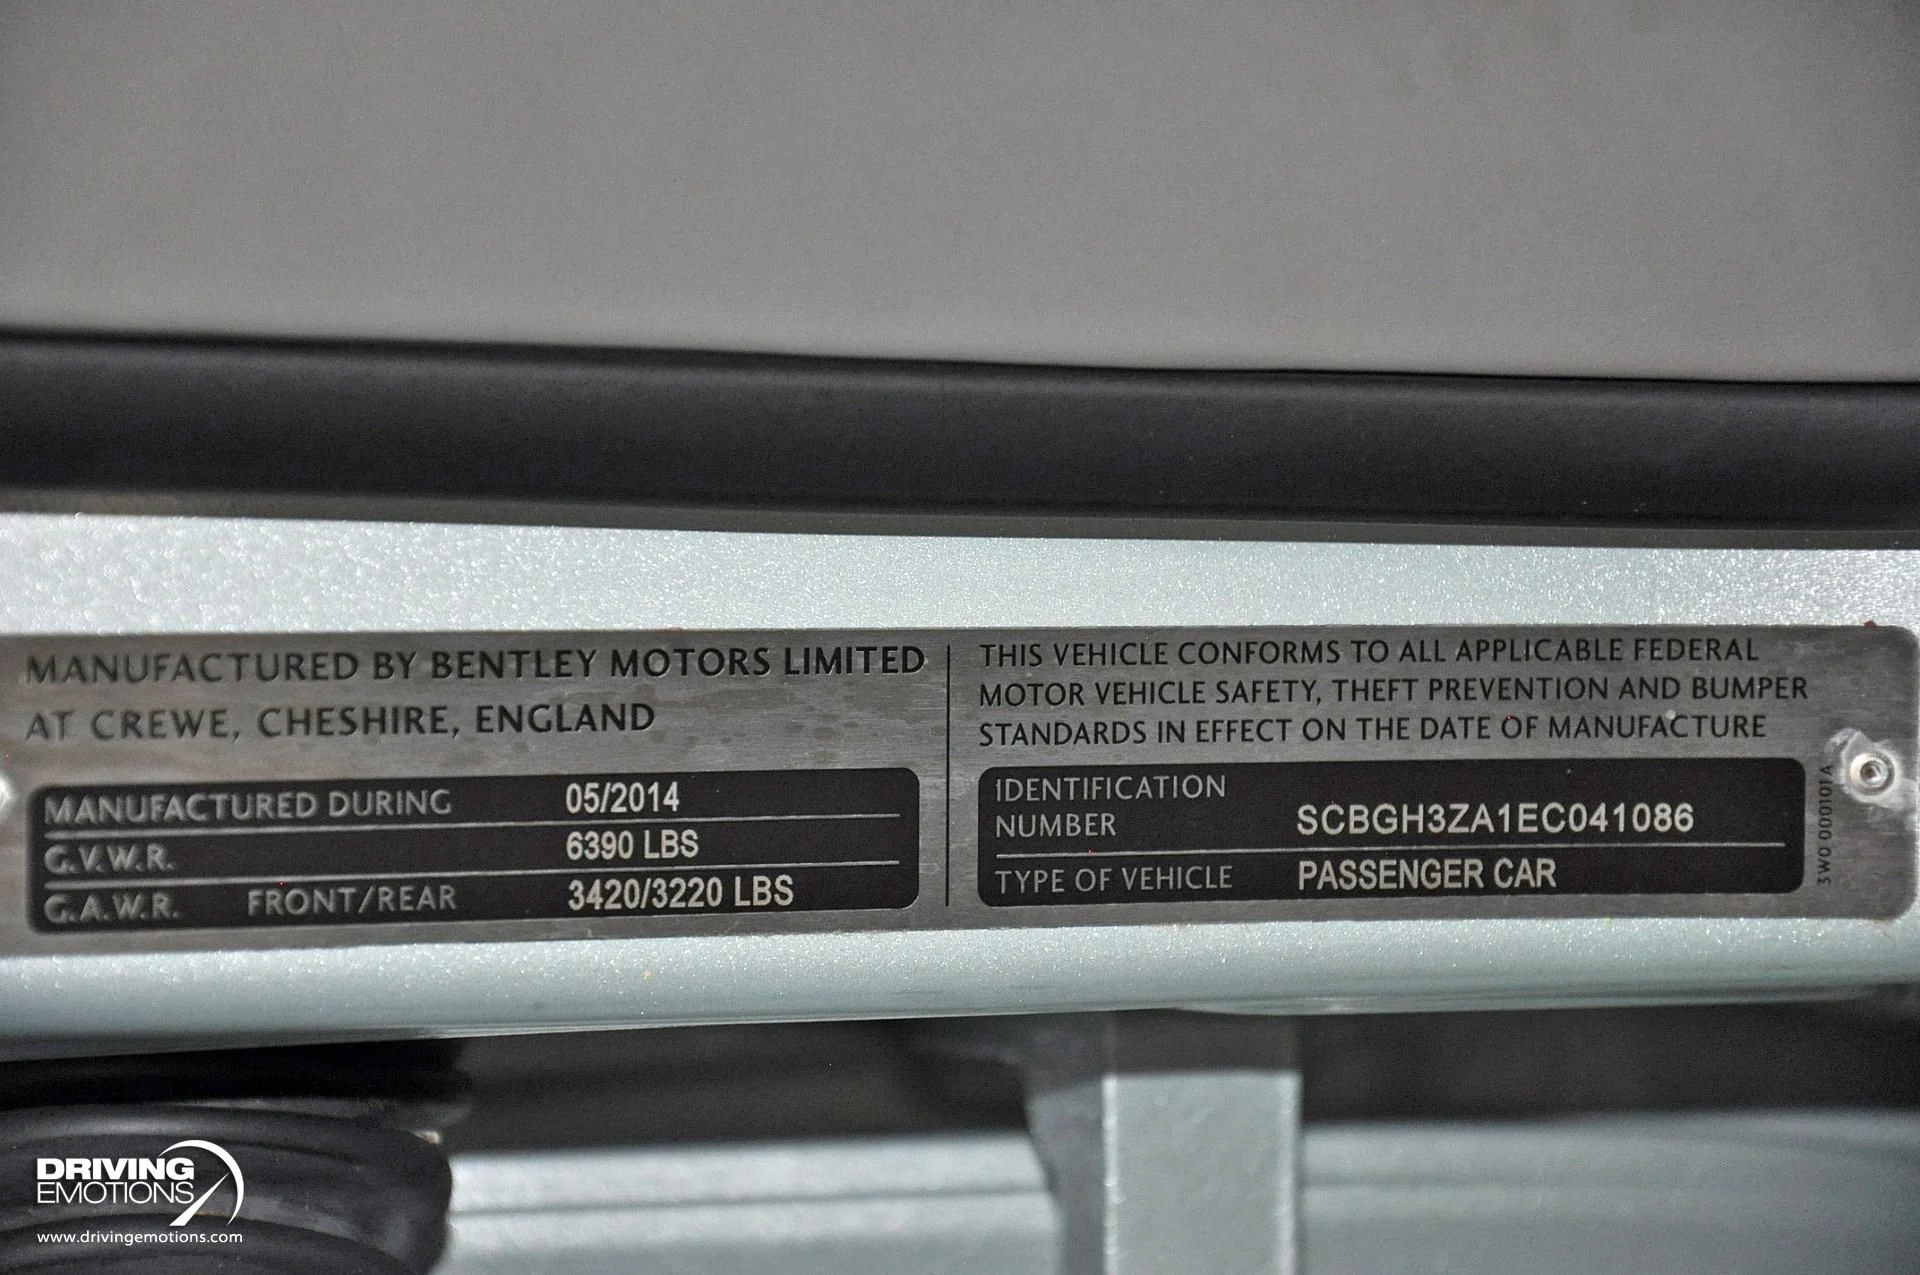 MANUFACTURED BY BENTLEY MOTORS LIMITED
AT CREWE, CHESHIRE, ENGLAND
MANUFACTURED DURING 05/2014
G.V.W.R. 6390 LBS
G.A.W.R. FRONT/REAR 3420/3220 LBS
THIS VEHICLE CONFORMS TO ALL APPLICABLE FEDERAL
MOTOR VEHICLE SAFETY, THEFT PREVENTION AND BUMPER
STANDARDS IN EFFECT ON THE DATE OF MANUFACTURE
IDENTIFICATION
NUMBER SCBGH3ZA1EC041086
TYPE OF VEHICLE PASSENGER CAR
3W0 000101A
DRIVING
EMOTIONS
www.drivingemotions.com